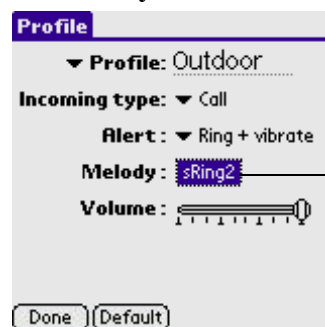 Profile
Profile: Outdoor
Incoming type: Call
Alert: Ring + vibrate
Melody: sRing2
Volume:
Done Default